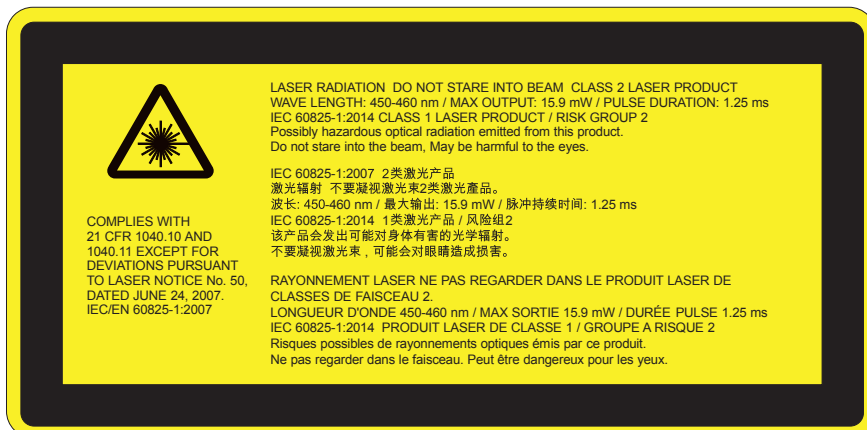 LASER RADIATION  DO NOT STARE INTO BEAM  CLASS 2 LASER PRODUCT
WAVE LENGTH: 450-460 nm / MAX OUTPUT: 15.9 mW / PULSE DURATION: 1.25 ms
IEC 60825-1:2014 CLASS 1 LASER PRODUCT / RISK GROUP 2
Possibly hazardous optical radiation emitted from this product.
Do not stare into the beam, May be harmful to the eyes.
IEC 60825-1:2007  2类激光产品
激光辐射  不要凝视激光束2类激光產品。
波长: 450-460 nm / 最大输出: 15.9 mW / 脉冲持续时间: 1.25 ms
IEC 60825-1:2014  1类激光产品 / 风险组2
该产品会发出可能对身体有害的光学辐射。
不要凝视激光束，可能会对眼睛造成损害。
RAYONNEMENT LASER NE PAS REGARDER DANS LE PRODUIT LASER DE
CLASSES DE FAISCEAU 2.
LONGUEUR D'ONDE 450-460 nm / MAX SORTIE 15.9 mW / DURÉE PULSE 1.25 ms
IEC 60825-1:2014  PRODUIT LASER DE CLASSE 1 / GROUPE A RISQUE 2
Risques possibles de rayonnements optiques émis par ce produit.
Ne pas regarder dans le faisceau. Peut être dangereux pour les yeux.
COMPLIES WITH
21 CFR 1040.10 AND
1040.11 EXCEPT FOR
DEVIATIONS PURSUANT
TO LASER NOTICE No. 50,
DATED JUNE 24, 2007.
IEC/EN 60825-1:2007